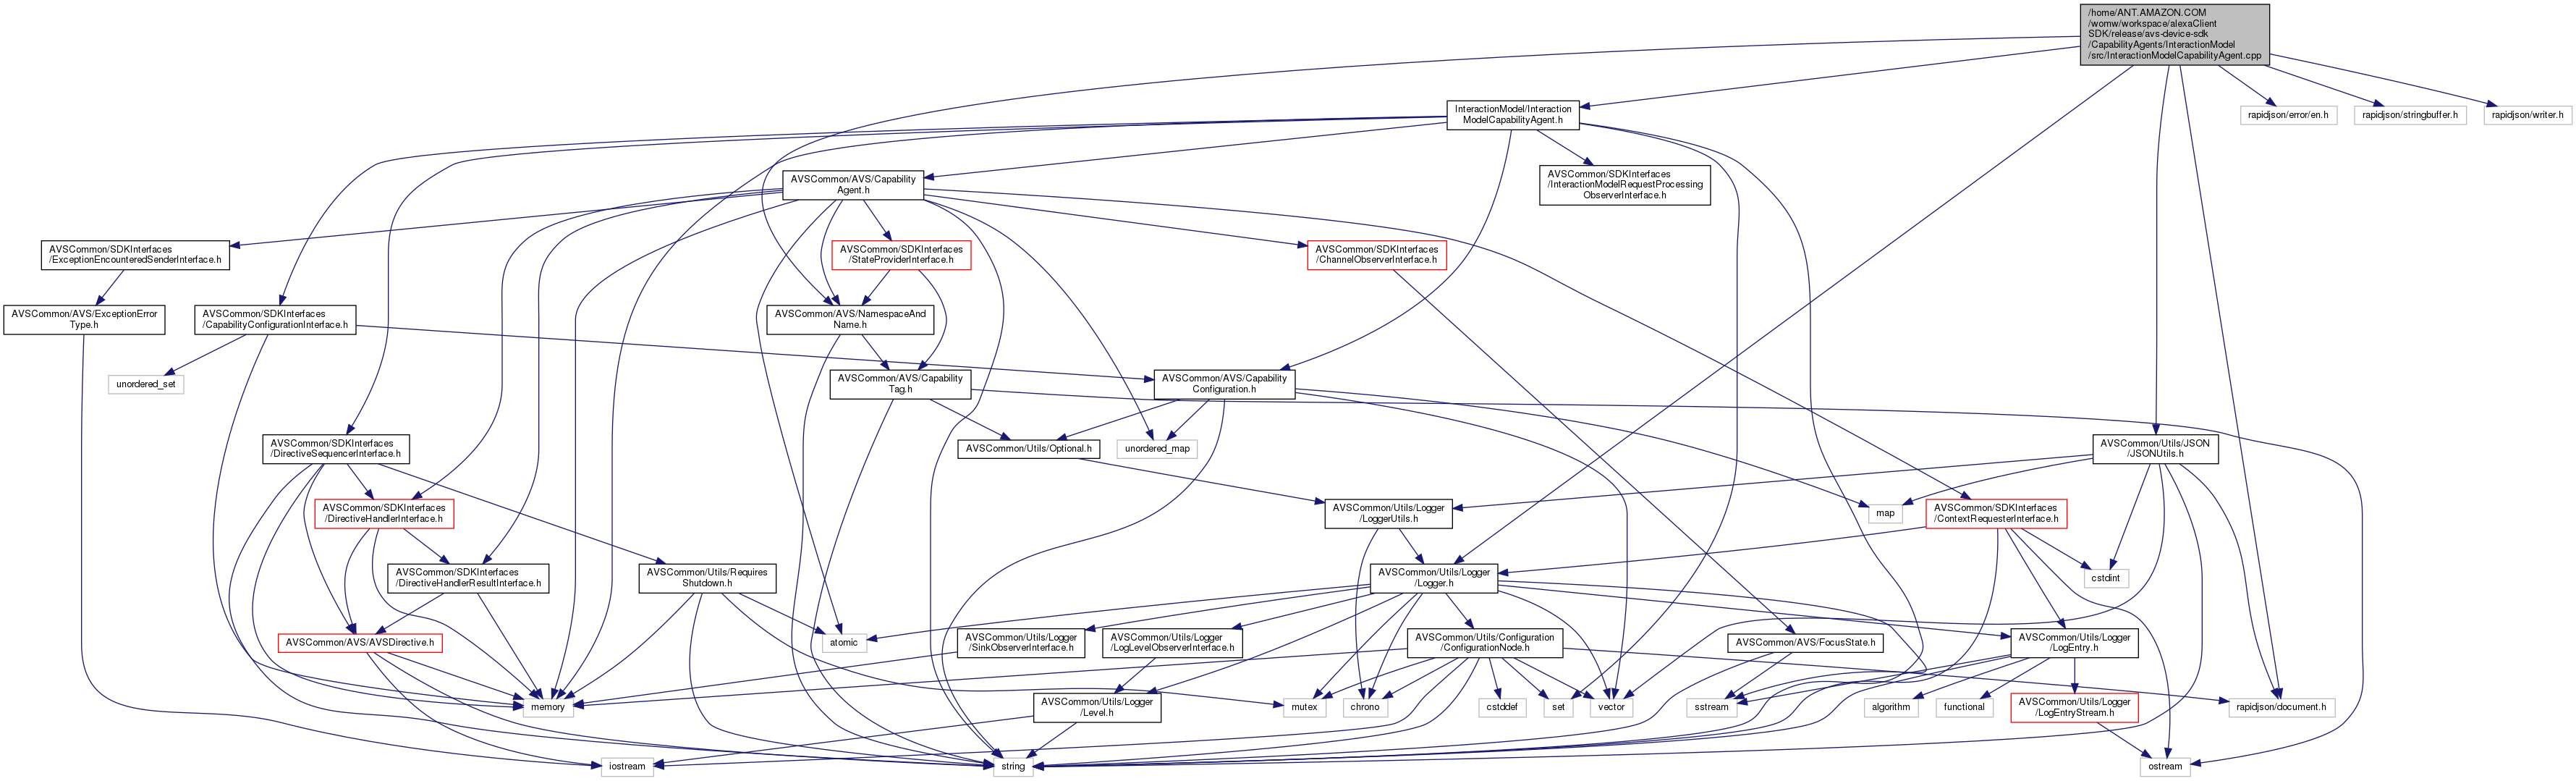 /home/ANT.AMAZON.COM
/womw/workspace/alexaClient
SDK/release/avs-device-sdk
/CapabilityAgents/InteractionModel
/src/InteractionModelCapabilityAgent.cpp
InteractionModel/Interaction
ModelCapabilityAgent.h
rapidjson/error/en.h
rapidjson/stringbuffer.h
rapidjson/writer.h
AVSCommon/AVS/Capability
Agent.h
AVSCommon/SDKInterfaces
/InteractionModelRequestProcessing
ObserverInterface.h
AVSCommon/SDKInterfaces
/ExceptionEncounteredSenderInterface.h
AVSCommon/SDKInterfaces
/StateProviderInterface.h
AVSCommon/SDKInterfaces
/ChannelObserverInterface.h
AVSCommon/AVS/ExceptionError
Type.h
AVSCommon/SDKInterfaces
/CapabilityConfigurationInterface.h
AVSCommon/AVS/NamespaceAnd
Name.h
unordered_set
AVSCommon/AVS/Capability
Tag.h
AVSCommon/AVS/Capability
Configuration.h
AVSCommon/SDKInterfaces
/DirectiveSequencerInterface.h
AVSCommon/Utils/Optional.h
unordered_map
AVSCommon/Utils/JSON
/JSONUtils.h
AVSCommon/SDKInterfaces
/DirectiveHandlerInterface.h
AVSCommon/Utils/Logger
/LoggerUtils.h
map
AVSCommon/SDKInterfaces
/ContextRequesterInterface.h
AVSCommon/SDKInterfaces
/DirectiveHandlerResultInterface.h
AVSCommon/Utils/Requires
Shutdown.h
AVSCommon/Utils/Logger
/Logger.h
cstdint
AVSCommon/AVS/AVSDirective.h
atomic
AVSCommon/Utils/Logger
/SinkObserverInterface.h
AVSCommon/Utils/Logger
/LogLevelObserverInterface.h
AVSCommon/Utils/Configuration
/ConfigurationNode.h
AVSCommon/AVS/FocusState.h
AVSCommon/Utils/Logger
/LogEntry.h
memory
AVSCommon/Utils/Logger
/Level.h
mutex
chrono
cstddef
set
vector
sstream
algorithm
functional
AVSCommon/Utils/Logger
/LogEntryStream.h
rapidjson/document.h
iostream
string
ostream